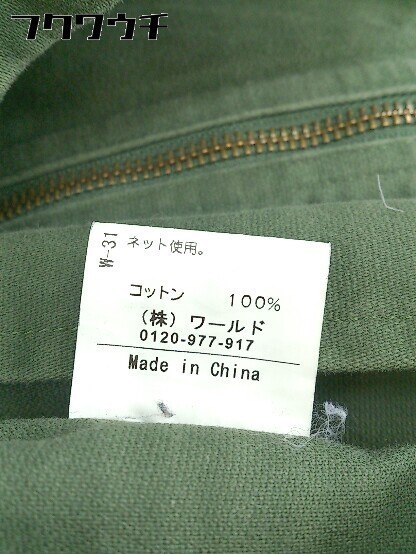 フクワウチ
W-31
ネット使用。
コットン 100%
(株) ワールド
0120-977-917
Made in China